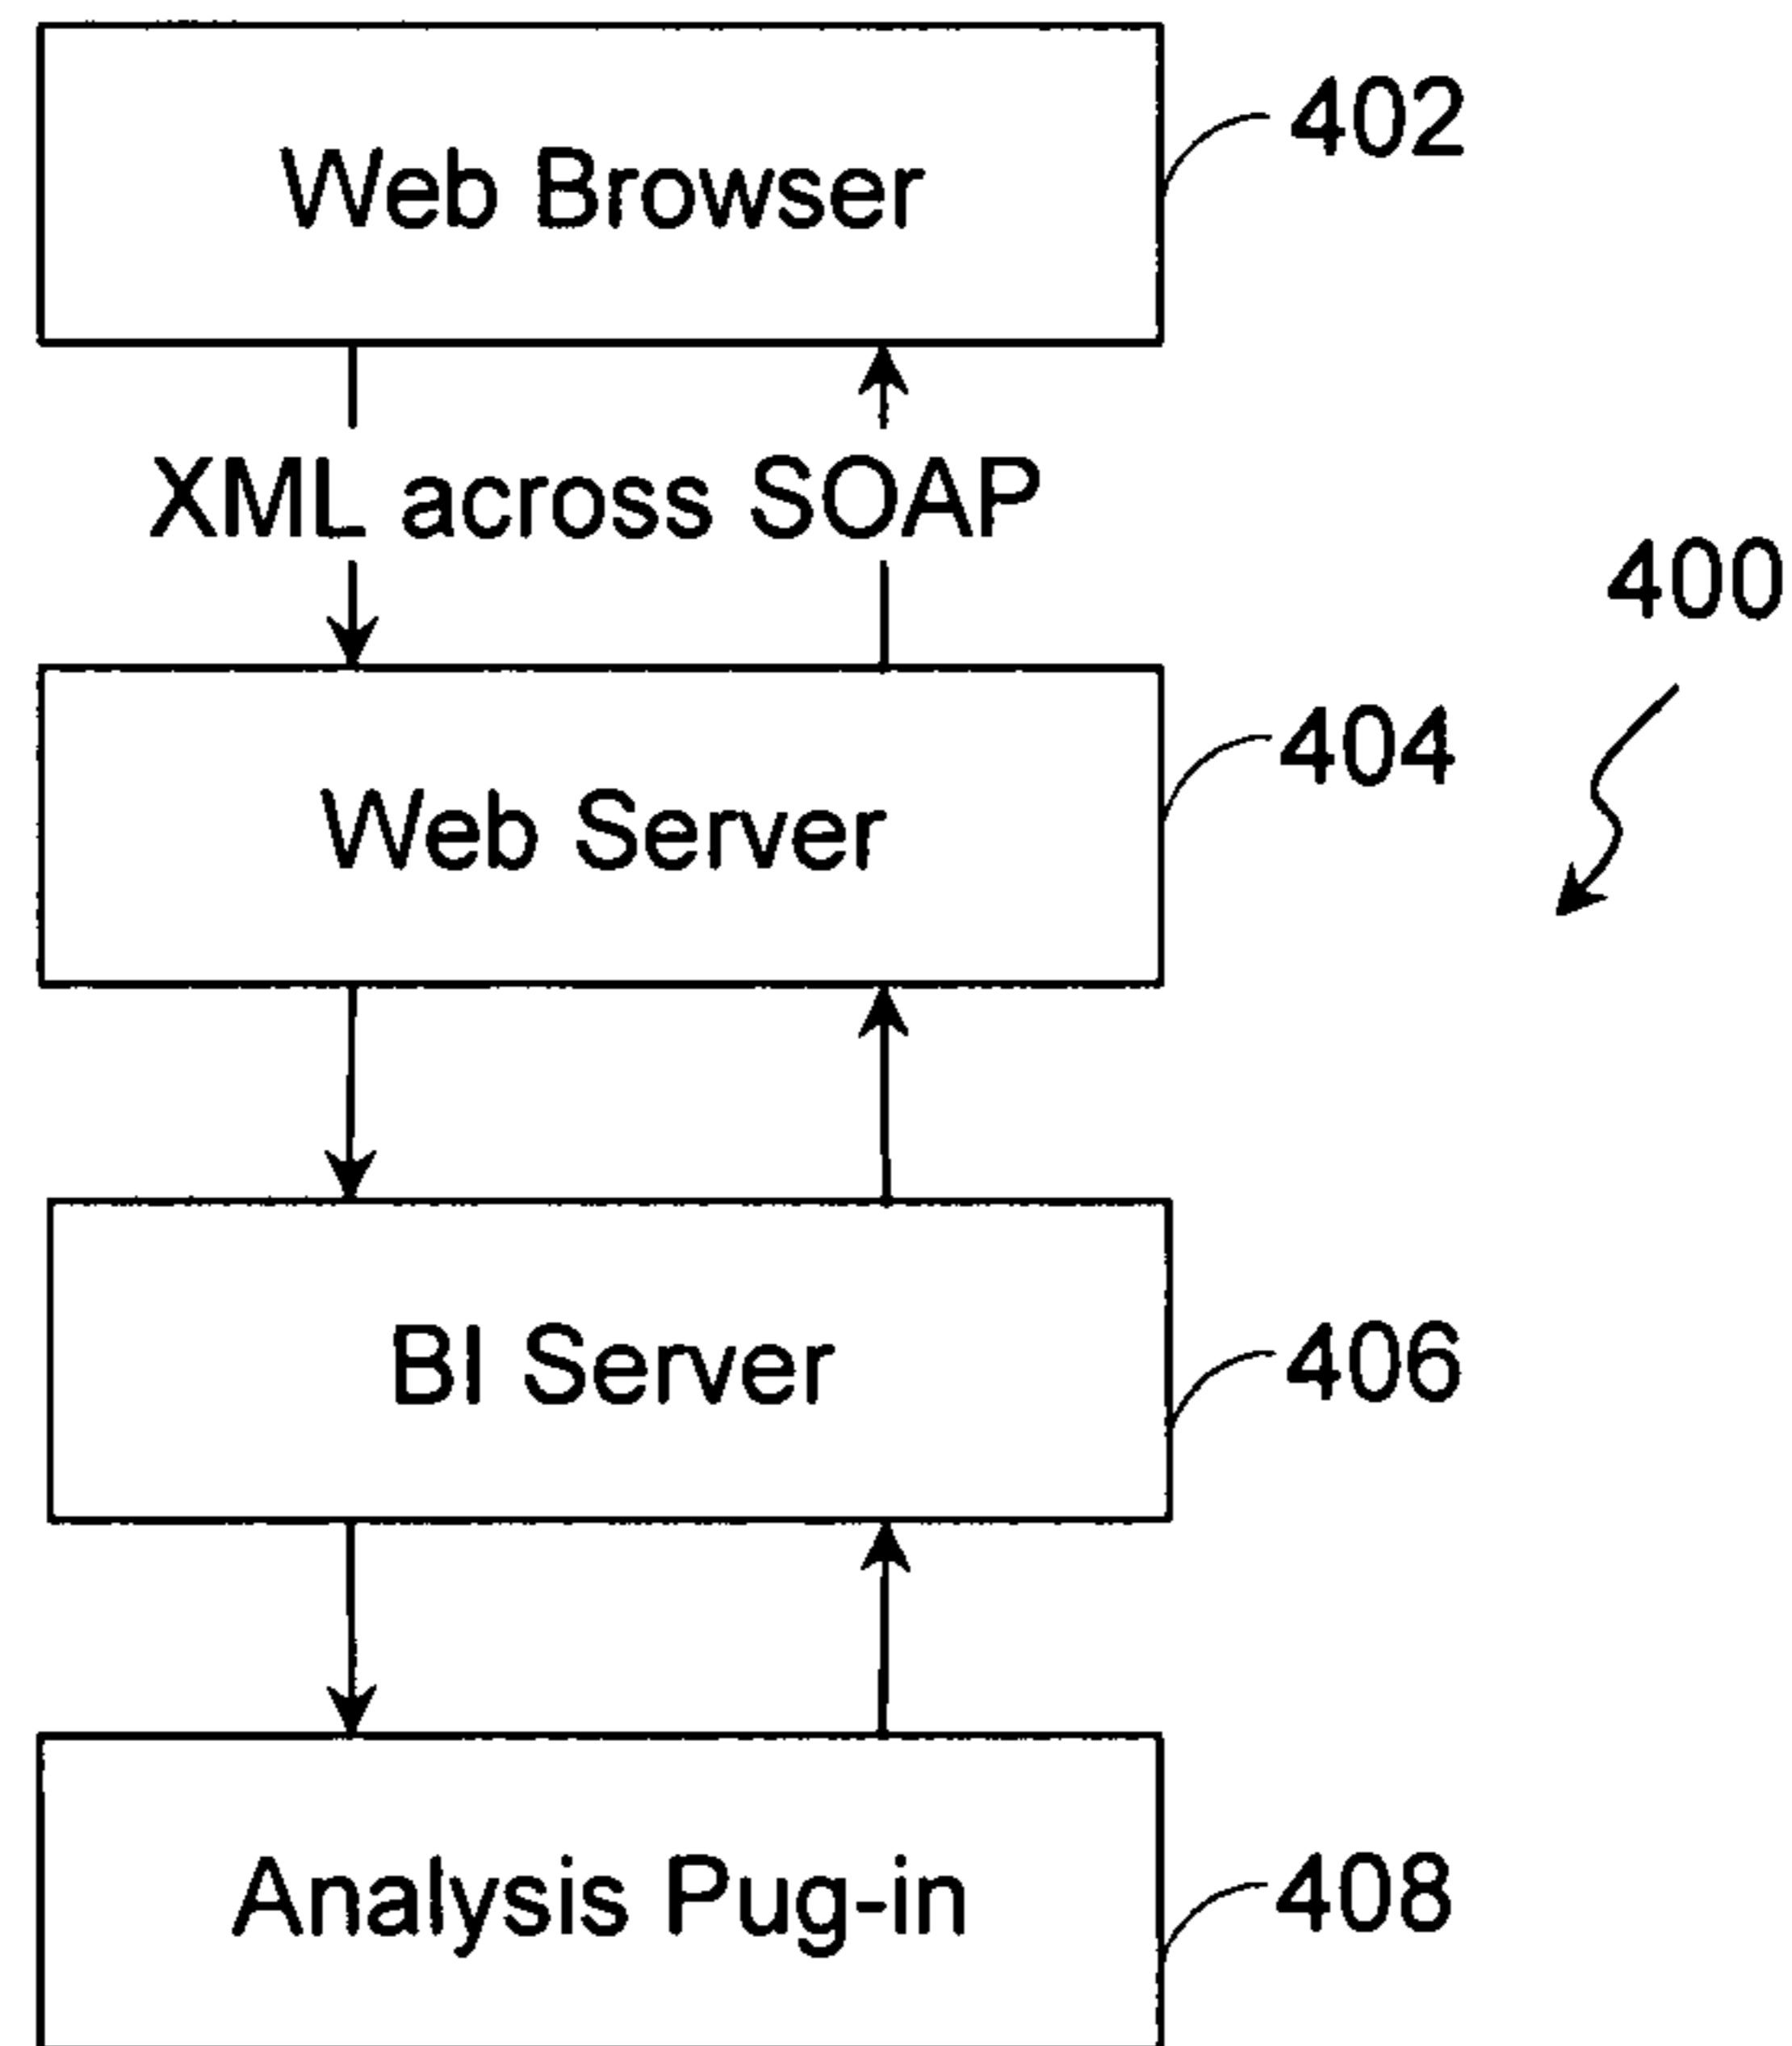 Web Browser
402
XML across SOAP
400
Web Server
404
BI Server
406
Analysis Pug-in
408